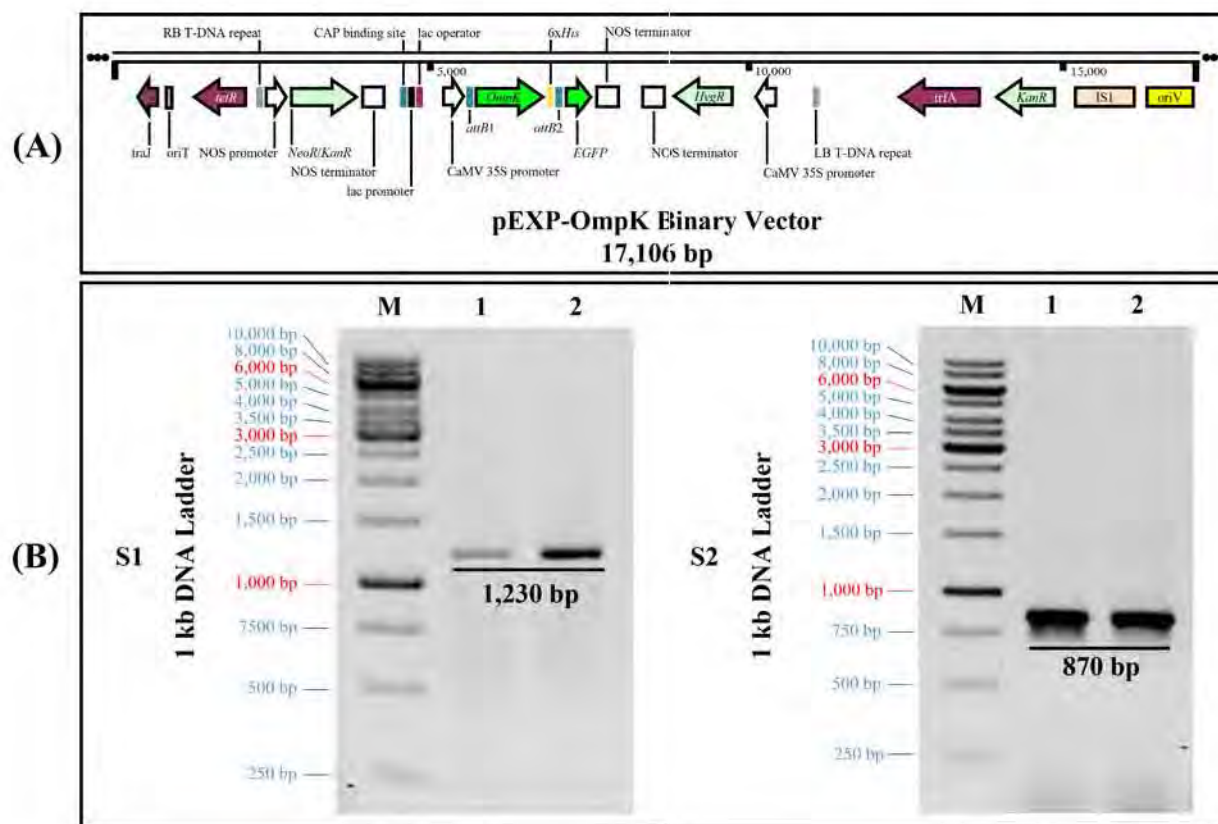 (A)
RB T-DNA repeat
CAP binding site
lac operator
6xHis
NOS terminator
5,000
10,000
15,000
tetR
OmpK
HygR
trfA
KanR
IS1
oriV
traJ
oriT
attB1
attB2
NOS promoter
NeoR/KanR
EGFP
NOS terminator
LB T-DNA repeat
NOS terminator
CaMV 35S promoter
CaMV 35S promoter
lac promoter
pEXP-OmpK Binary Vector
17,106 bp
(B)
S1
1 kb DNA Ladder
M 1 2
10,000 bp
8,000 bp
6,000 bp
5,000 bp
4,000 bp
3,500 bp
3,000 bp
2,500 bp
2,000 bp
1,500 bp
1,000 bp
7500 bp
500 bp
250 bp
1,230 bp
S2
1 kb DNA Ladder
M 1 2
10,000 bp
8,000 bp
6,000 bp
5,000 bp
4,000 bp
3,500 bp
3,000 bp
2.500 bp
2,000 bp
1,500 bp
1,000 bp
750 bp
500 bp
250 bp
870 bp